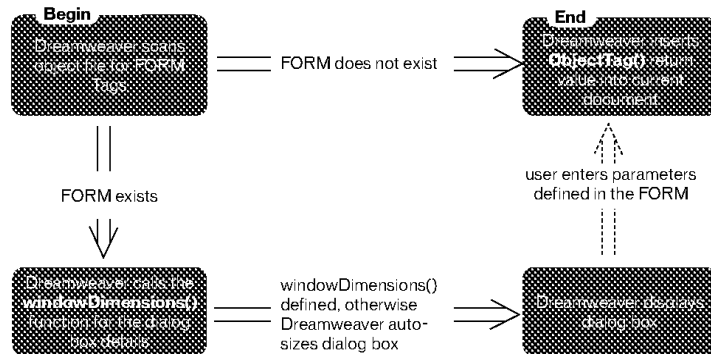 Begin
Dreamweaver scans
object file for FORM
Tags
FORM does not exist
End
Dreamweaver inserts
ObjectTag() return
value into current
document
FORM exists
user enters parameters
defined in the FORM
Dreamweaver calls the
windowDimensions()
function for the dialog
box details
windowDimensions()
defined, otherwise
Dreamweaver auto-
sizes dialog box
Dreamweaver displays
dialog box